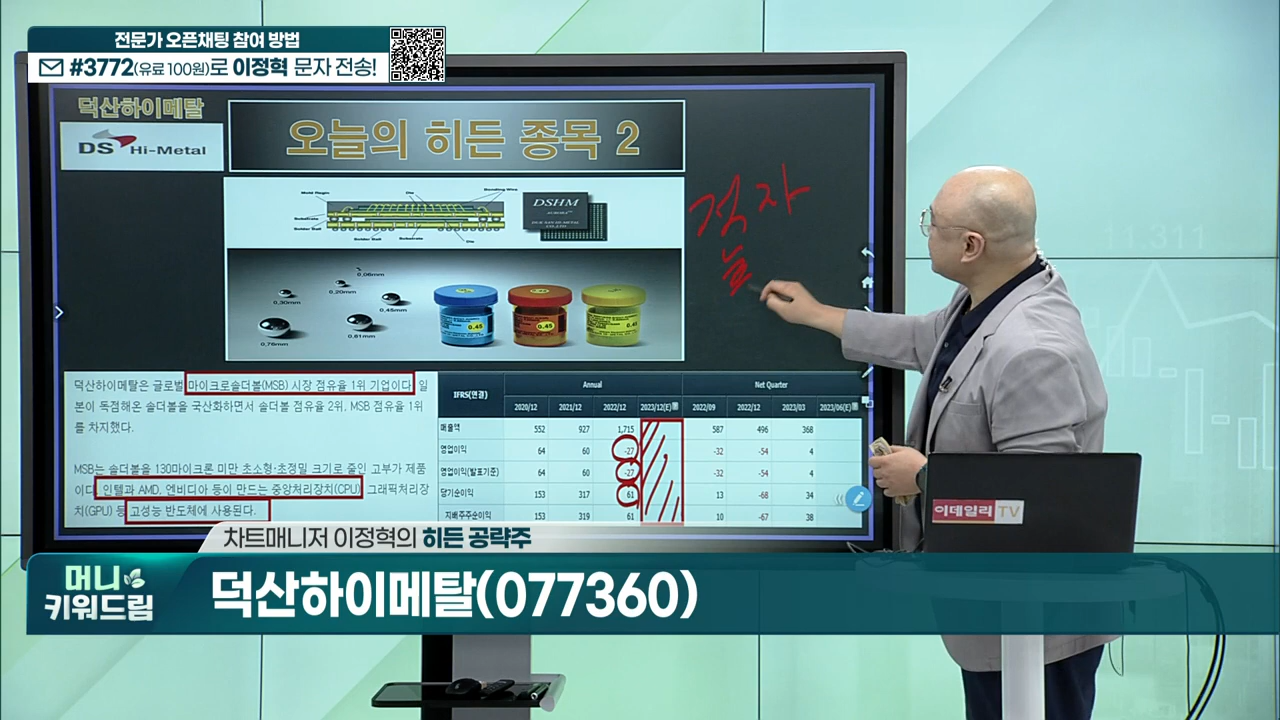 전문가 오픈채팅 참여 방법
#3772(유료 100원)로 이정혁 문자 전송!
덕산하이메탈
DS Hi-Metal
오늘의 히든 종목 2
Mold Resin
Die
Bonding Wire
Substrate
Solder Ball
Solder Ball
Substrate
Die
DSHM
적자
0.06mm
0.20mm
0.30mm
0.45mm
0.61mm
0.76mm
0.45
0.45
0.45
덕산하이메탈은 글로벌 마이크로솔더볼(MSB) 시장 점유율 1위 기업이다. 일
본이 독점해온 솔더볼을 국산화하면서 솔더볼 점유율 2위, MSB 점유율 1위
를 차지했다.
MSB는 솔더볼을 130마이크론 미만 초소형·초정밀 크기로 줄인 고부가 제품
이다. 인텔과 AMD, 엔비디아 등이 만드는 중앙처리장치(CPU), 그래픽처리장
치(GPU) 등 고성능 반도체에 사용된다.
IFRS(연결) Annual Net Quarter
2020/12 2021/12 2022/12 2023/12(E) 2022/09 2022/12 2023/03 2023/06(E)
매출액 552 927 1,715 587 496 368
영업이익 64 60 -27 -32 -54 4
영업이익(발표기준) 64 60 -27 -32 -54 4
당기순이익 153 317 61 13 -68 34
지배주주순이익 153 319 61 10 -67 38
1,311
이데일리TV
차트매니저 이정혁의 히든 공략주
머니
키워드림
덕산하이메탈(077360)